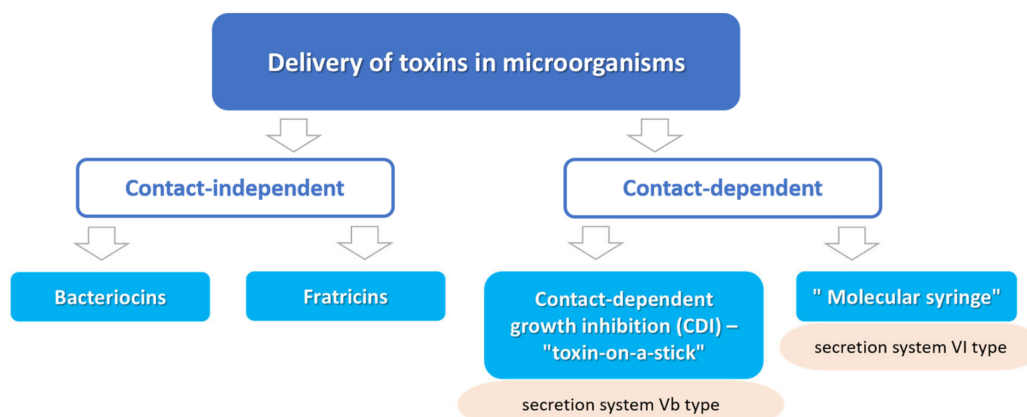 Delivery of toxins in microorganisms
Contact-independent
Contact-dependent
Bacteriocins
Fratricins
Contact-dependent
growth inhibition (CDI) –
"toxin-on-a-stick"
" Molecular syringe"
secretion system VI type
secretion system Vb type